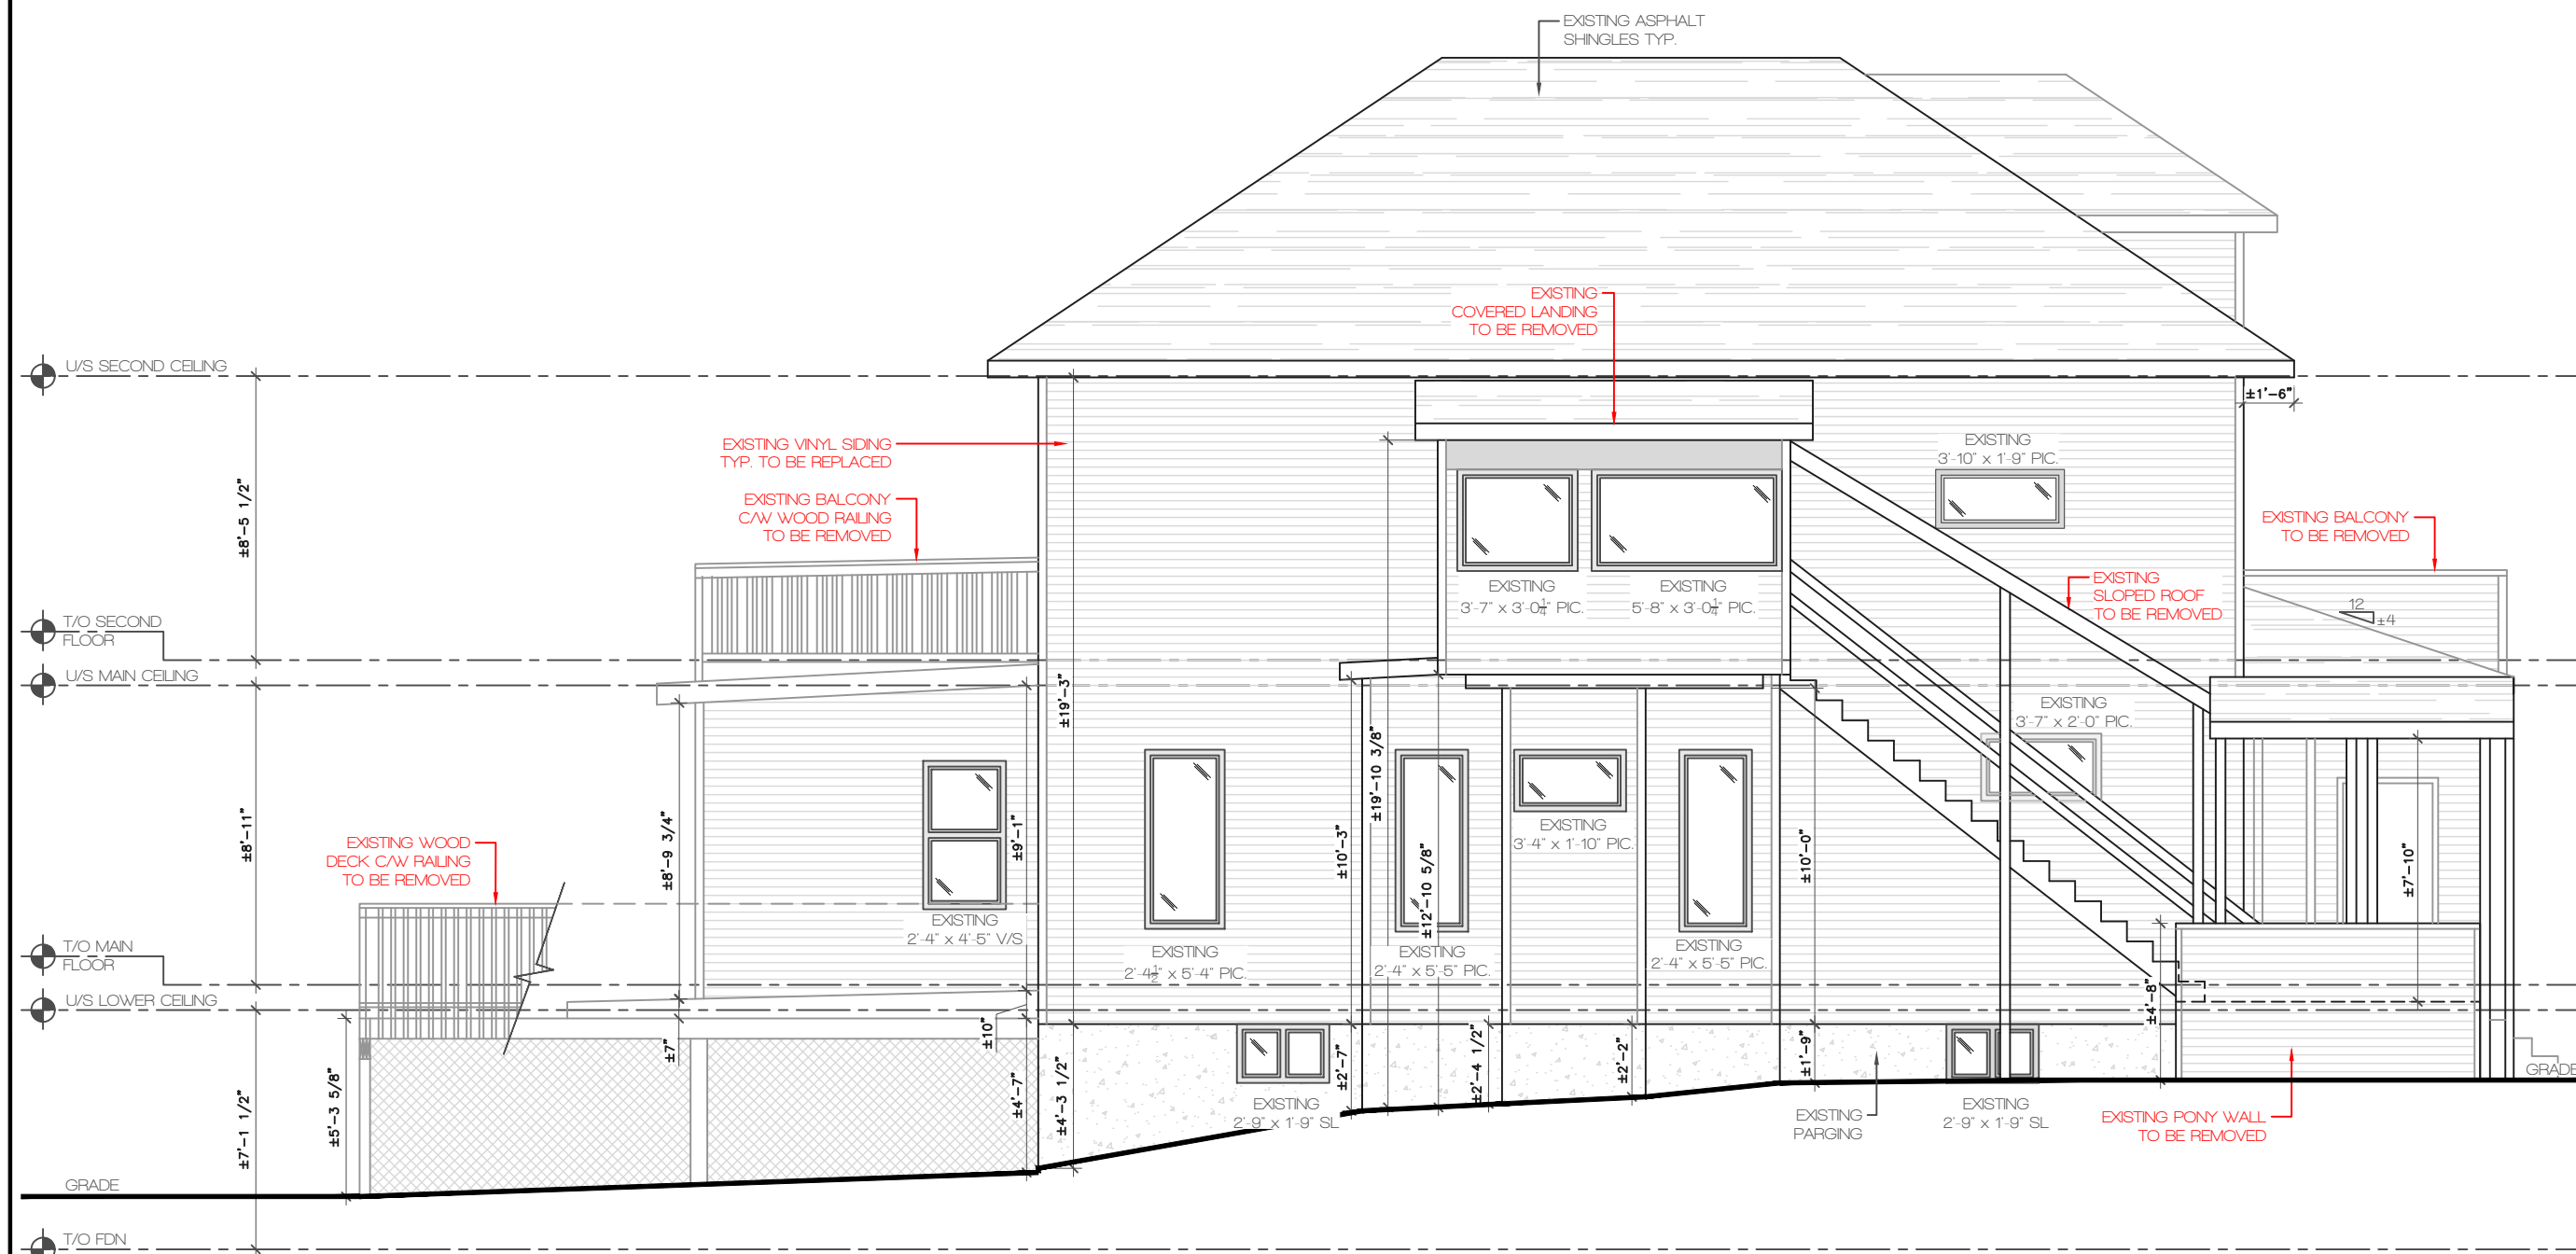 EXISTING ASPHALT
SHINGLES TYP.
EXISTING
COVERED LANDING
TO BE REMOVED
U/S SECOND CEILING
±1'-6"
EXISTING VINYL SIDING
TYP. TO BE REPLACED
EXISTING
3'-10" x 1'-9" PIC.
±8'-5 1/2"
EXISTING BALCONY
C/W WOOD RAILING
TO BE REMOVED
EXISTING BALCONY
TO BE REMOVED
EXISTING
3'-7" x 3'-0 1/4" PIC.
EXISTING
5'-8" x 3'-0 1/4" PIC.
EXISTING
SLOPED ROOF
TO BE REMOVED
12
±4
T/O SECOND
FLOOR
U/S MAIN CEILING
±19'-3"
EXISTING
3'-7" x 2'-0" PIC.
±19'-10 3/8"
±8'-11"
±8'-9 3/4"
±9'-1"
±10'-3"
±12'-10 5/8"
EXISTING
3'-4" x 1'-10" PIC.
±10'-0"
±7'-10"
EXISTING WOOD
DECK C/W RAILING
TO BE REMOVED
EXISTING
2'-4" x 4'-5" V/S
EXISTING
2'-4 1/2" x 5'-4" PIC.
EXISTING
2'-4" x 5'-5" PIC.
EXISTING
2'-4" x 5'-5" PIC.
T/O MAIN
FLOOR
U/S LOWER CEILING
±4'-8"
±7"
±10"
±5'-3 5/8"
±7'-1 1/2"
±4'-7"
±4'-3 1/2"
±2'-7"
±2'-4 1/2"
±2'-2"
±1'-9"
GRADE
EXISTING
2'-9" x 1'-9" SL
EXISTING
PARGING
EXISTING
2'-9" x 1'-9" SL
EXISTING PONY WALL
TO BE REMOVED
GRADE
T/O FDN